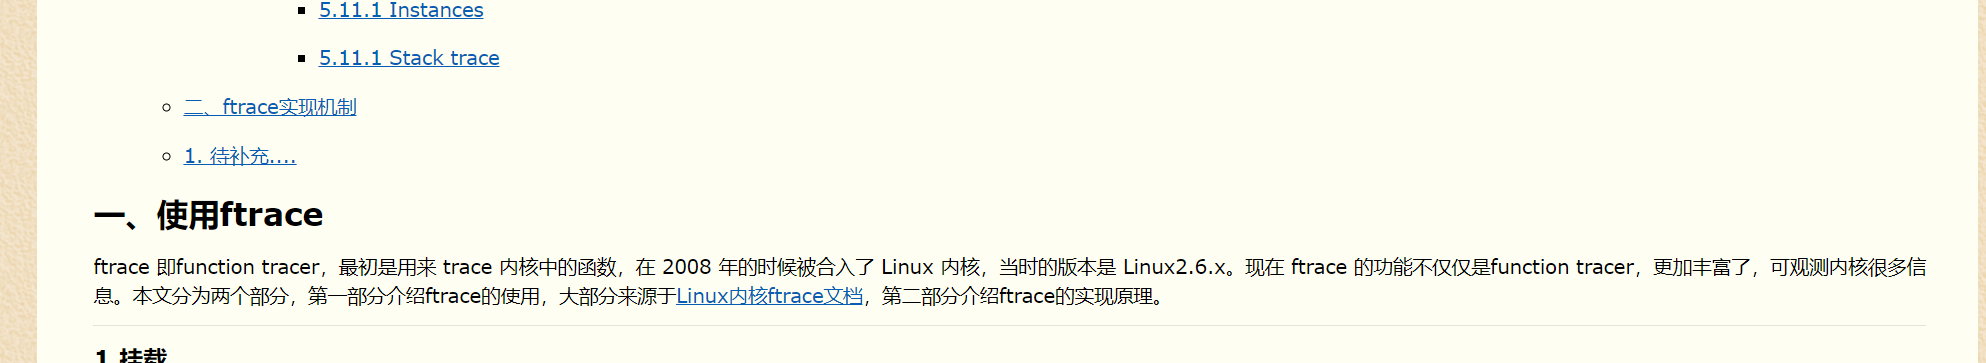 5.11.1 Instances
5.11.1 Stack trace
二、ftrace实现机制
1. 待补充....
一、使用ftrace
ftrace 即function tracer，最初是用来 trace 内核中的函数，在 2008 年的时候被合入了 Linux 内核，当时的版本是 Linux2.6.x。现在 ftrace 的功能不仅仅是function tracer，更加丰富了，可观测内核很多信
息。本文分为两个部分，第一部分介绍ftrace的使用，大部分来源于Linux内核ftrace文档，第二部分介绍ftrace的实现原理。
1 挂载